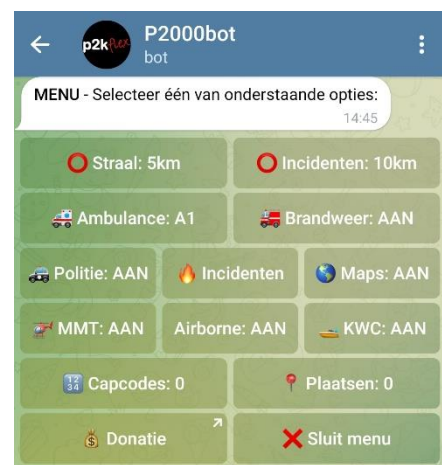 P2000bot
p2kflex
bot
MENU - Selecteer één van onderstaande opties:
14:45
⭕ Straal: 5km
⭕ Incidenten: 10km
🚑 Ambulance: A1
🚒 Brandweer: AAN
🚓 Politie: AAN
🔥 Incidenten
🌎 Maps: AAN
🚁 MMT: AAN
Airborne: AAN
🚤 KWC: AAN
🔢 Capcodes: 0
📍 Plaatsen: 0
💰 Donatie
❌ Sluit menu